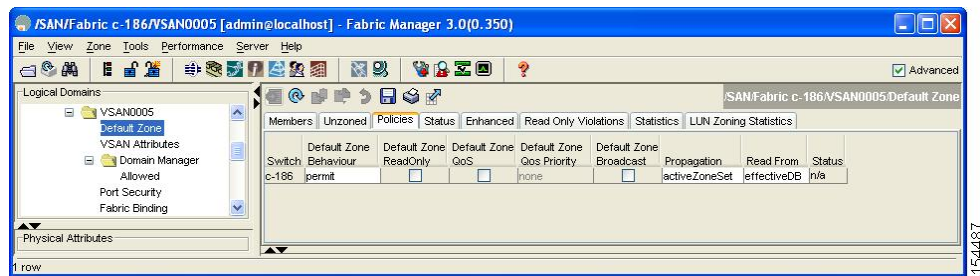 /SAN/Fabric c-186/VSAN0005 [admin@localhost] - Fabric Manager 3.0(0.350)
File View Zone Tools Performance Server Help
Advanced
Logical Domains
VSAN0005
Default Zone
VSAN Attributes
Domain Manager
Allowed
Port Security
Fabric Binding
Physical Attributes
/SAN/Fabric c-186/VSAN0005/Default Zone
Members Unzoned Policies Status Enhanced Read Only Violations Statistics LUN Zoning Statistics
Default Zone Default Zone Default Zone Default Zone Default Zone
Switch Behaviour ReadOnly QoS Qos Priority Broadcast Propagation Read From Status
c-186 permit none activeZoneSet effectiveDB n/a
1 row
154487